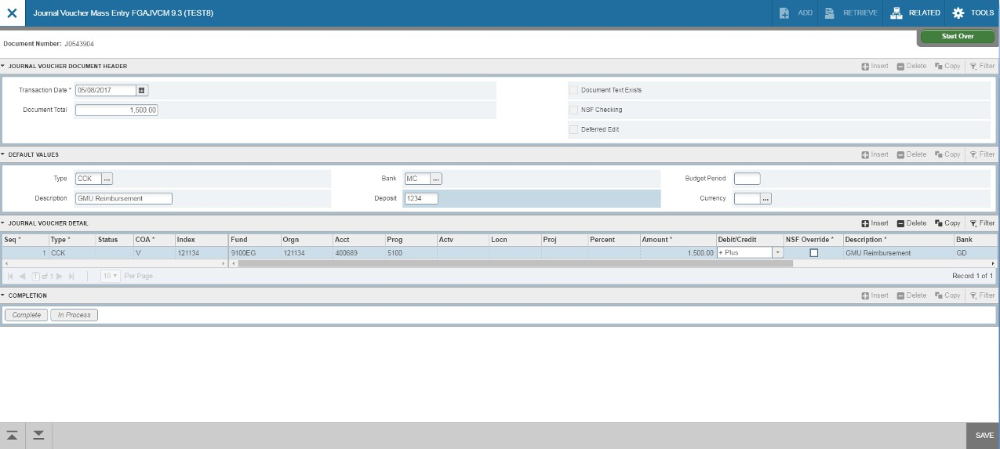 Journal Voucher Mass Entry FGAJVCM 9.3 (TEST8) ADD RETRIEVE RELATED TOOLS
Start Over
Document Number: J0543904
JOURNAL VOUCHER DOCUMENT HEADER Insert Delete Copy Filter
Transaction Date * 05/08/2017 Document Text Exists
Document Total 1,500.00 NSF Checking
Deferred Edit
DEFAULT VALUES Insert Delete Copy Filter
Type CCK ... Bank MC ... Budget Period
Description GMU Reimbursement Deposit 1234 Currency ...
JOURNAL VOUCHER DETAIL Insert Delete Copy Filter
Seq * Type * Status COA * Index Fund Orgn Acct Prog Actv Locn Proj Percent Amount * Debit/Credit NSF Override * Description * Bank
1 CCK V 121134 9100EG 121134 400689 5100 1,500.00 + Plus GMU Reimbursement GD
1 of 1 10 Per Page Record 1 of 1
COMPLETION Insert Delete Copy Filter
Complete In Process
SAVE